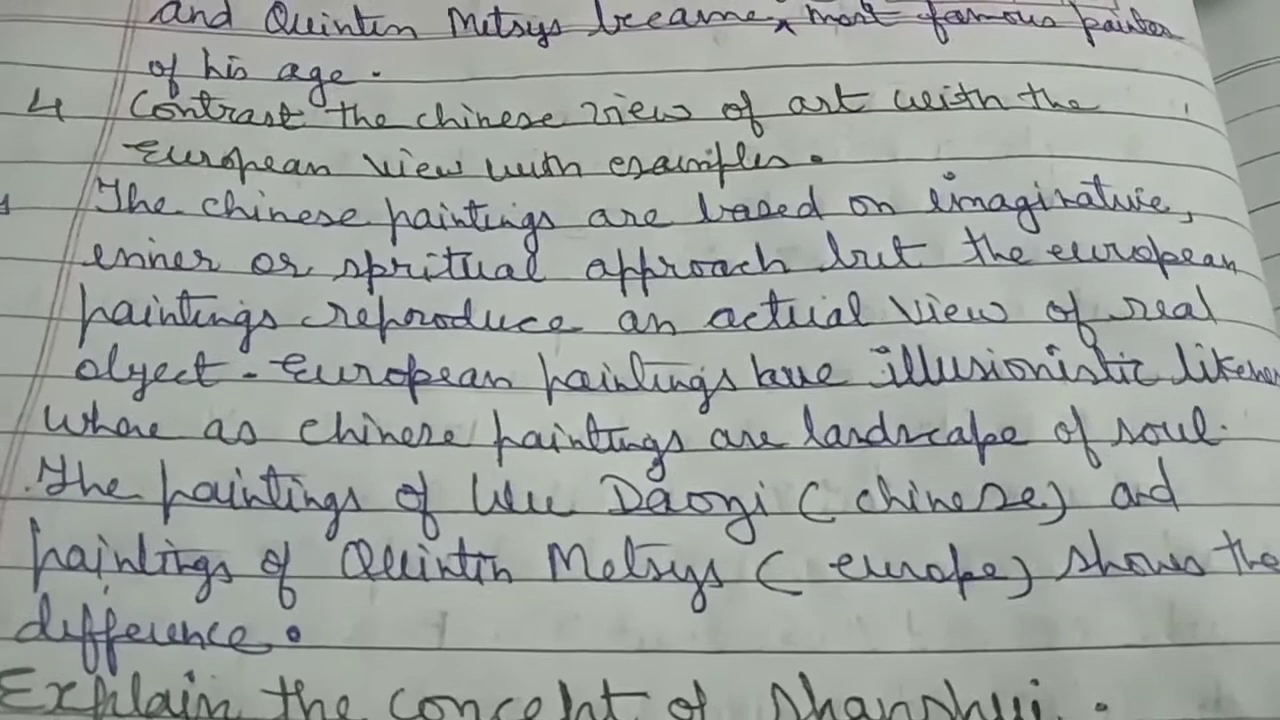 and Quintin Metsys became ^ most famous painter
of his age.
4 Contrast the chinese view of art with the
European view with examples.
The chinese paintings are based on imaginative,
enner or spritual approach but the european
paintings reproduce an actual view of real
object. European paintings have illusionistic likenes
where as chinese paintings are landscape of soul.
The paintings of Wu Daozi (chinese) and
paintings of Quintin Metsys (europe) shows the
difference.
Explain the concept of Shanshui.